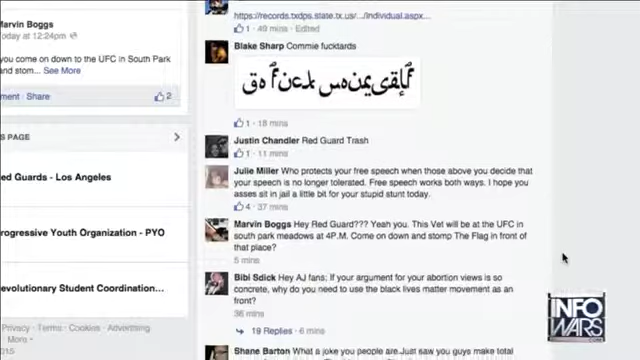 Marvin Boggs
oday at 12:24pm
you come on down to the UFC in South Park
and stom... See More
ment · Share
2
S PAGE
ed Guards - Los Angeles
rogressive Youth Organization - PYO
evolutionary Student Coordination...
Privacy · Terms · Cookies · Advertising
More
015
https://records.txdps.state.tx.us/.../individual.aspx...
1 · 49 mins · Edited
Blake Sharp Commie fucktards
1 · 18 mins
Justin Chandler Red Guard Trash
1 · 11 mins
Julie Miller Who protects your free speech when those above you decide that
your speech is no longer tolerated. Free speech works both ways. I hope you
asses sit in jail a little bit for your stupid stunt today.
4 · 37 mins
Marvin Boggs Hey Red Guard??? Yeah you. This Vet will be at the UFC in
south park meadows at 4P.M. Come on down and stomp The Flag in front of
that place?
5 mins
Bibi Sdick Hey AJ fans; If your argument for your abortion views is so
concrete, why do you need to use the black lives matter movement as an
front?
36 mins
19 Replies · 6 mins
Shane Barton What a joke you people are.Just saw you guys make total
INFO
WARS
.COM